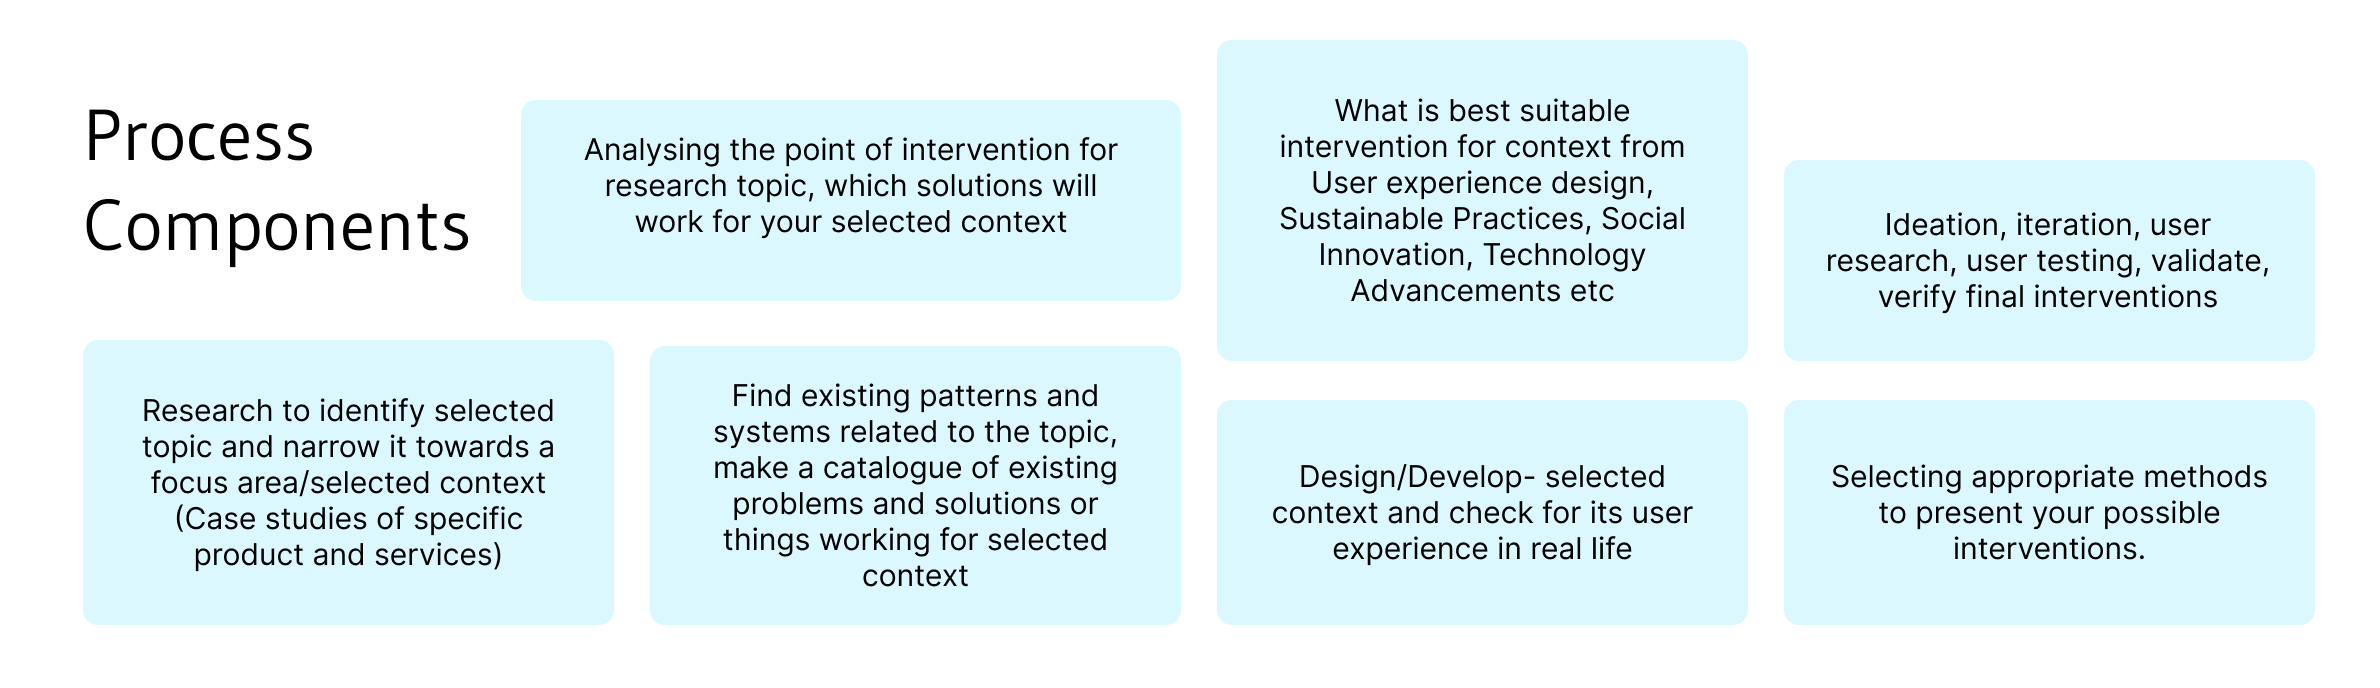 Process
Components
Analysing the point of intervention for
research topic, which solutions will
work for your selected context
What is best suitable
intervention for context from
User experience design,
Sustainable Practices, Social
Innovation, Technology
Advancements etc
Ideation, iteration, user
research, user testing, validate,
verify final interventions
Research to identify selected
topic and narrow it towards a
focus area/selected context
(Case studies of specific
product and services)
Find existing patterns and
systems related to the topic,
make a catalogue of existing
problems and solutions or
things working for selected
context
Design/Develop- selected
context and check for its user
experience in real life
Selecting appropriate methods
to present your possible
interventions.